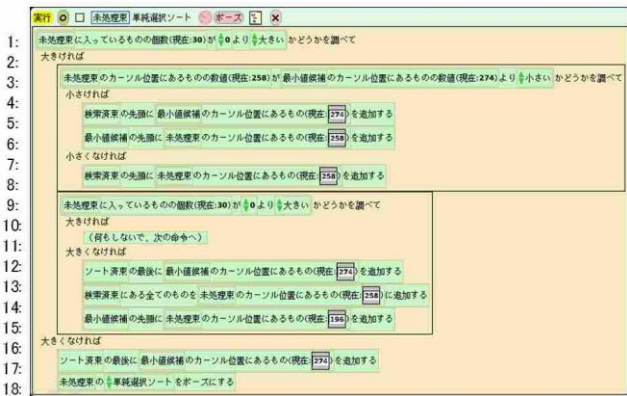 実行 未処理束 単純選択ソート ポーズ
1: 未処理束に入っているものの個数(現在:30)が 0 より 大きい かどうかを調べて
2: 大きければ
3: 未処理束のカーソル位置にあるものの数値(現在:258)が 最小値候補のカーソル位置にあるものの数値(現在:274)より 小さい かどうかを調べて
4: 小さければ
5: 検索済束の先頭に 最小値候補のカーソル位置にあるもの(現在:274)を追加する
6: 最小値候補の先頭に 未処理束のカーソル位置にあるもの(現在:258)を追加する
7: 小さくなければ
8: 検索済束の先頭に 未処理束のカーソル位置にあるもの(現在:258)を追加する
9: 未処理束に入っているものの個数(現在:30)が 0 より 大きい かどうかを調べて
10: 大きければ
11: (何もしないで、次の命令へ)
12: 大きくなければ
13: ソート済束の最後に 最小値候補のカーソル位置にあるもの(現在:274)を追加する
14: 検索済束にある全てのものを 未処理束のカーソル位置にあるもの(現在:258)に追加する
15: 最小値候補の先頭に 未処理束のカーソル位置にあるもの(現在:196)を追加する
16: 大きくなければ
17: ソート済束の最後に 最小値候補のカーソル位置にあるもの(現在:274)を追加する
18: 未処理束の 単純選択ソート をポーズにする